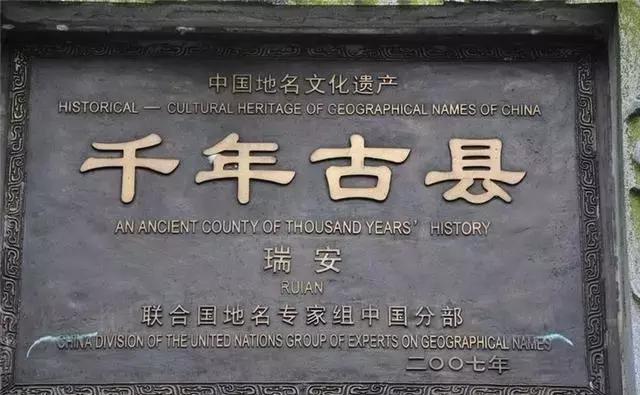 中国地名文化遗产
HISTORICAL — CULTURAL HERITAGE OF GEOGRAPHICAL NAMES OF CHINA
千年古县
AN ANCIENT COUNTY OF THOUSAND YEARS' HISTORY
瑞安
RUIAN
联合国地名专家组中国分部
CHINA DIVISION OF THE UNITED NATIONS GROUP OF EXPERTS ON GEOGRAPHICAL NAMES
二〇〇七年